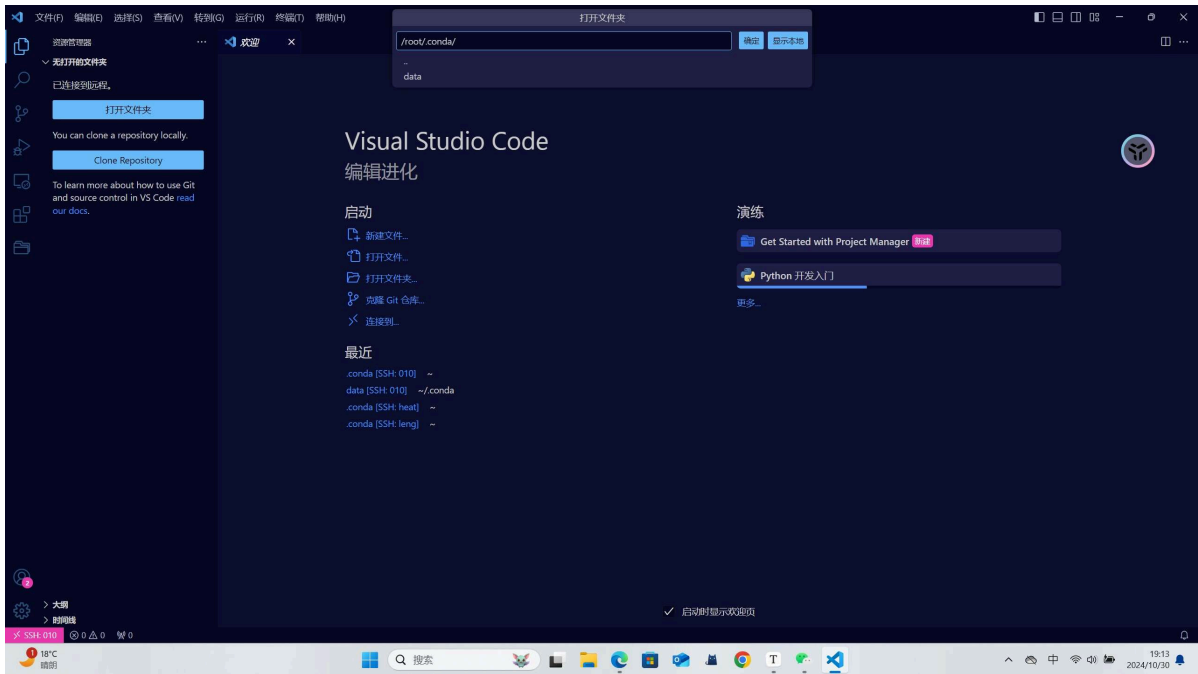 文件(F) 编辑(E) 选择(S) 查看(V) 转到(G) 运行(R) 终端(T) 帮助(H)
打开文件夹
/root/.conda/
确定 显示本地
..
data
资源管理器
欢迎
无打开的文件夹
已连接到远程。
打开文件夹
You can clone a repository locally.
Clone Repository
To learn more about how to use Git
and source control in VS Code read
our docs.
Visual Studio Code
编辑进化
启动
新建文件...
打开文件...
打开文件夹...
克隆 Git 仓库...
连接到...
最近
.conda [SSH: 010] ~
data [SSH: 010] ~/.conda
.conda [SSH: heat] ~
.conda [SSH: leng] ~
演练
Get Started with Project Manager 新建
Python 开发入门
更多...
启动时显示欢迎页
2
大纲
时间线
SSH: 010 0 0 0
1
18°C
晴朗
搜索
中
19:13
2024/10/30